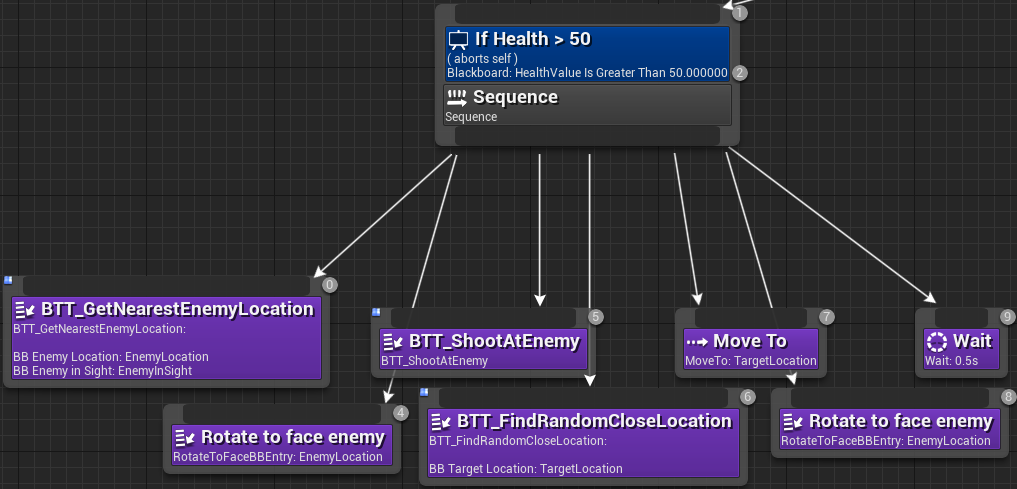 1
If Health > 50
( aborts self )
Blackboard: HealthValue Is Greater Than 50.000000
2
Sequence
Sequence
0
BTT_GetNearestEnemyLocation
BTT_GetNearestEnemyLocation:
BB Enemy Location: EnemyLocation
BB Enemy in Sight: EnemyInSight
5
BTT_ShootAtEnemy
BTT_ShootAtEnemy
7
Move To
MoveTo: TargetLocation
9
Wait
Wait: 0.5s
4
Rotate to face enemy
RotateToFaceBBEntry: EnemyLocation
6
BTT_FindRandomCloseLocation
BTT_FindRandomCloseLocation:
BB Target Location: TargetLocation
8
Rotate to face enemy
RotateToFaceBBEntry: EnemyLocation